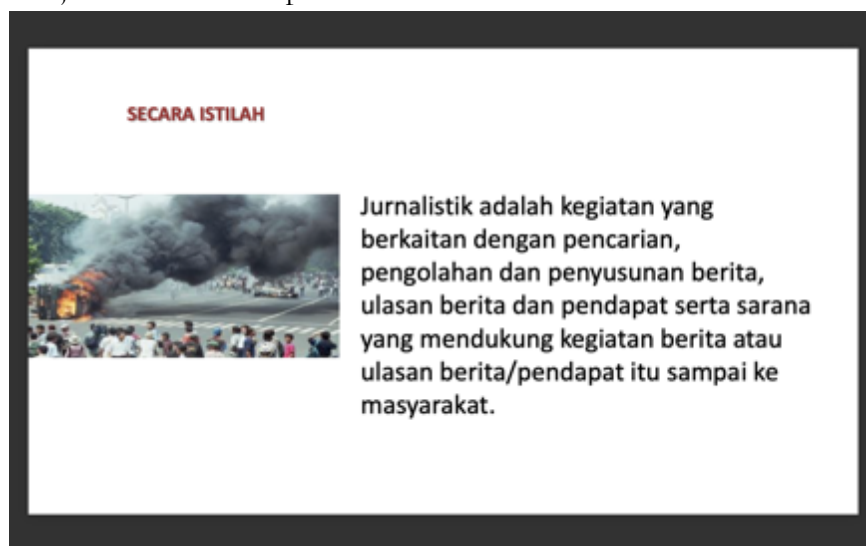 SECARA ISTILAH
Jurnalistik adalah kegiatan yang
berkaitan dengan pencarian,
pengolahan dan penyusunan berita,
ulasan berita dan pendapat serta sarana
yang mendukung kegiatan berita atau
ulasan berita/pendapat itu sampai ke
masyarakat.